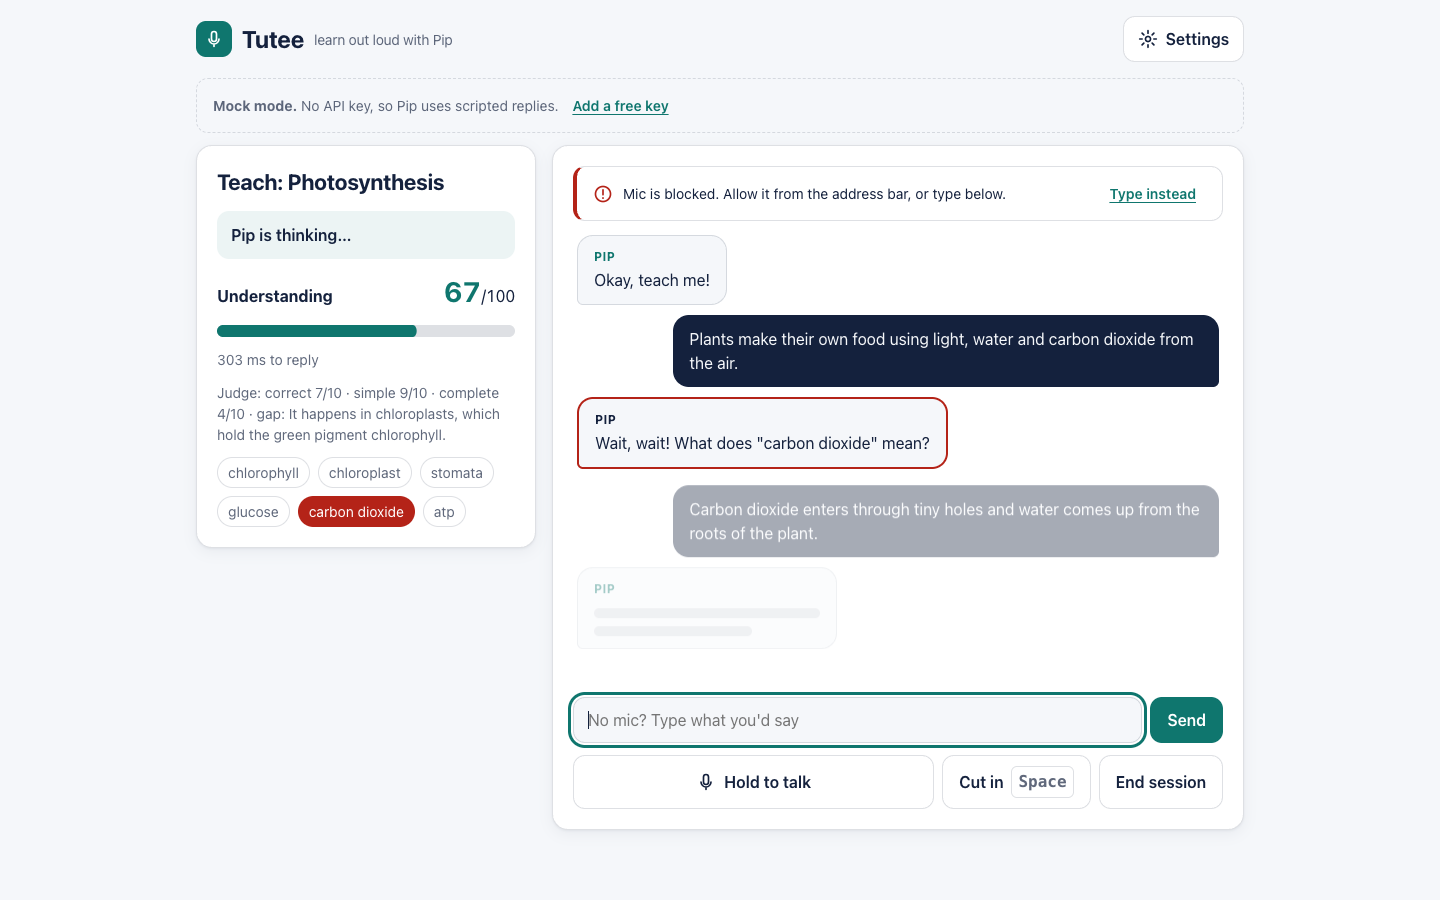 Tutee learn out loud with Pip
Settings
Mock mode. No API key, so Pip uses scripted replies. Add a free key
Teach: Photosynthesis
Pip is thinking...
Understanding 67/100
303 ms to reply
Judge: correct 7/10 · simple 9/10 · complete
4/10 · gap: It happens in chloroplasts, which
hold the green pigment chlorophyll.
chlorophyll chloroplast stomata
glucose carbon dioxide atp
Mic is blocked. Allow it from the address bar, or type below. Type instead
PIP
Okay, teach me!
Plants make their own food using light, water and carbon dioxide from
the air.
PIP
Wait, wait! What does "carbon dioxide" mean?
Carbon dioxide enters through tiny holes and water comes up from the
roots of the plant.
PIP
No mic? Type what you'd say
Send
Hold to talk
Cut in Space
End session